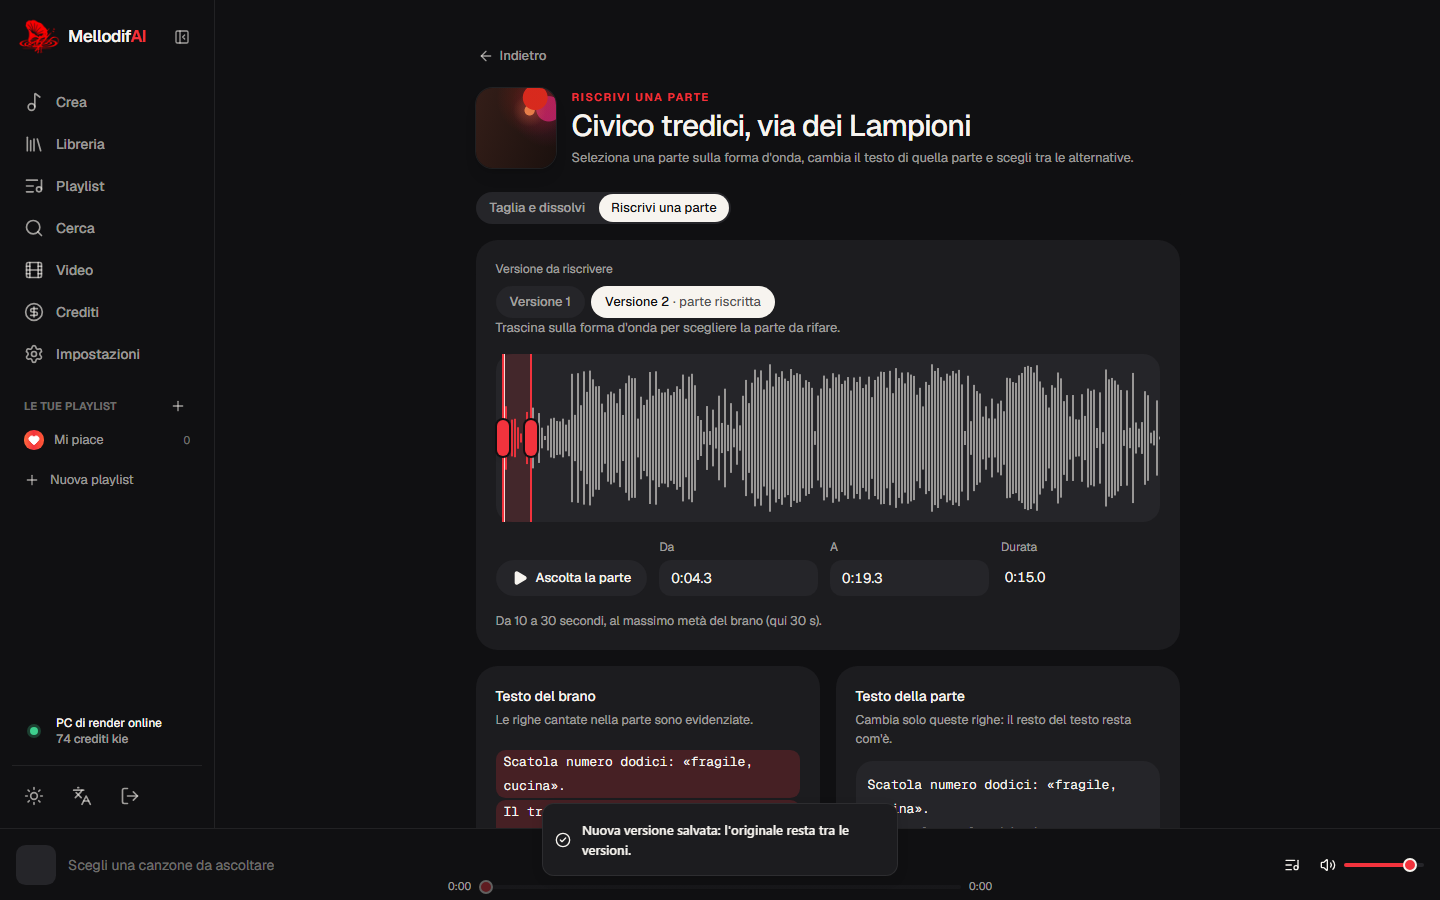 MellodifAI
Crea
Libreria
Playlist
Cerca
Video
Crediti
Impostazioni
LE TUE PLAYLIST
Mi piace
0
Nuova playlist
PC di render online
74 crediti kie
Indietro
RISCRIVI UNA PARTE
Civico tredici, via dei Lampioni
Seleziona una parte sulla forma d'onda, cambia il testo di quella parte e scegli tra le alternative.
Taglia e dissolvi
Riscrivi una parte
Versione da riscrivere
Versione 1
Versione 2 · parte riscritta
Trascina sulla forma d'onda per scegliere la parte da rifare.
Da
A
Durata
Ascolta la parte
0:04.3
0:19.3
0:15.0
Da 10 a 30 secondi, al massimo metà del brano (qui 30 s).
Testo del brano
Le righe cantate nella parte sono evidenziate.
Scatola numero dodici: «fragile,
cucina».
Il tr
Testo della parte
Cambia solo queste righe: il resto del testo resta
com'è.
Scatola numero dodici: «fragile,
ina».
Nuova versione salvata: l'originale resta tra le
versioni.
Scegli una canzone da ascoltare
0:00
0:00